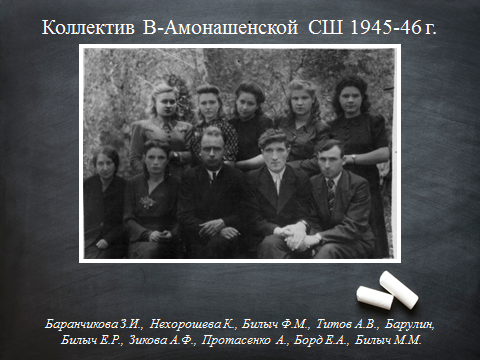 Коллектив В-Амонашенской СШ 1945-46 г.
Баранчикова З.И., Нехорошева К., Билыч Ф.М., Титов А.В., Барулин,
Билыч Е.Р., Зикова А.Ф., Протасенко А., Борд Е.А., Билыч М.М.